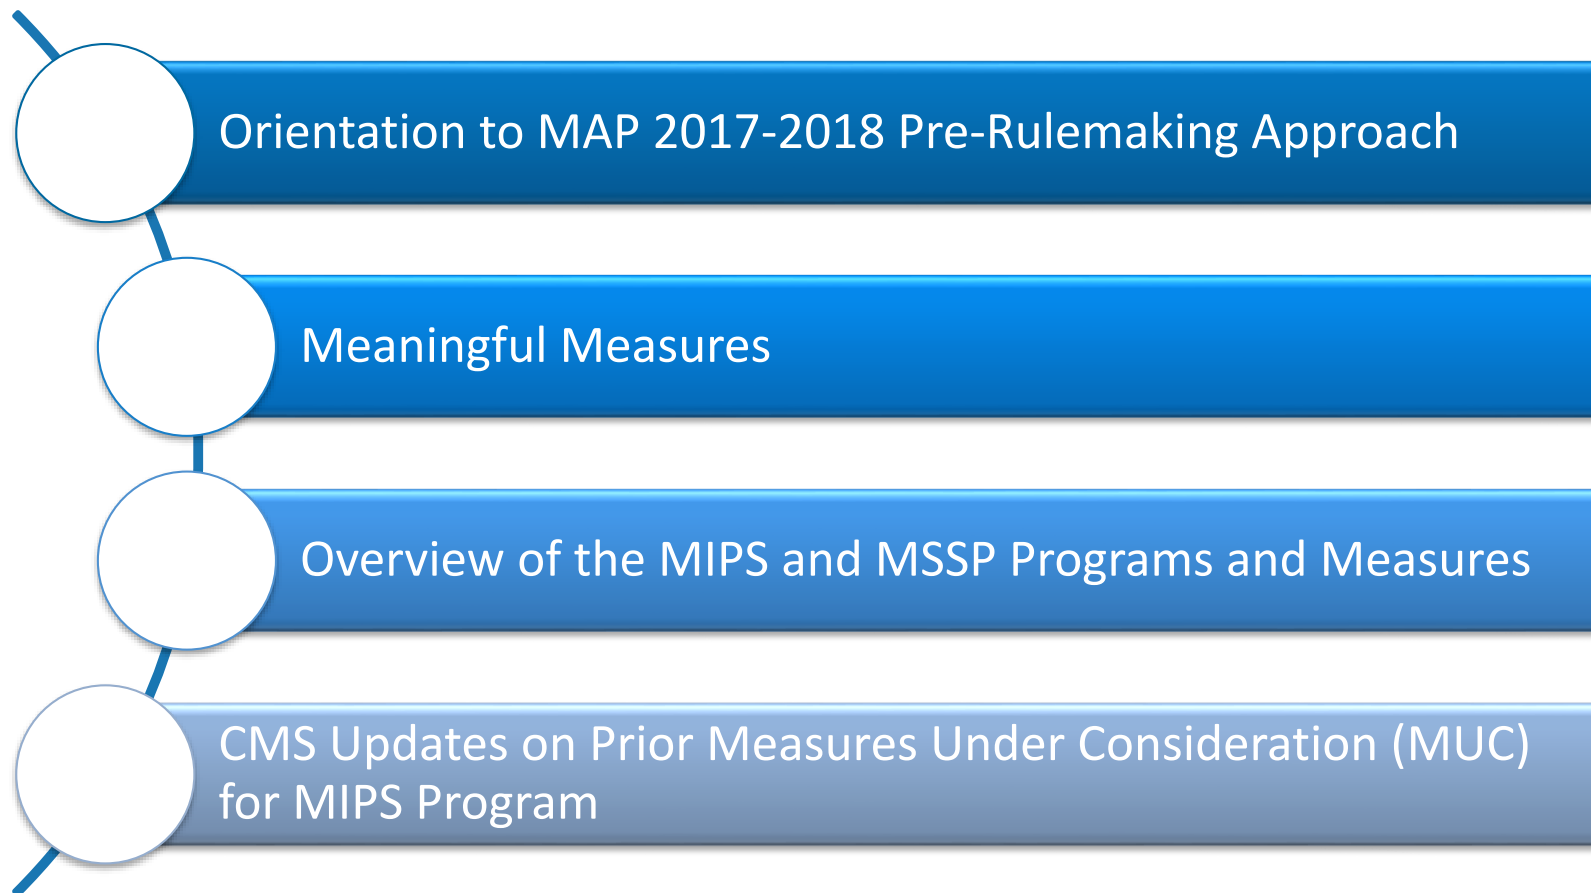 Orientation to MAP 2017-2018 Pre-Rulemaking Approach
Meaningful Measures
Overview of the MIPS and MSSP Programs and Measures
CMS Updates on Prior Measures Under Consideration (MUC)
for MIPS Program